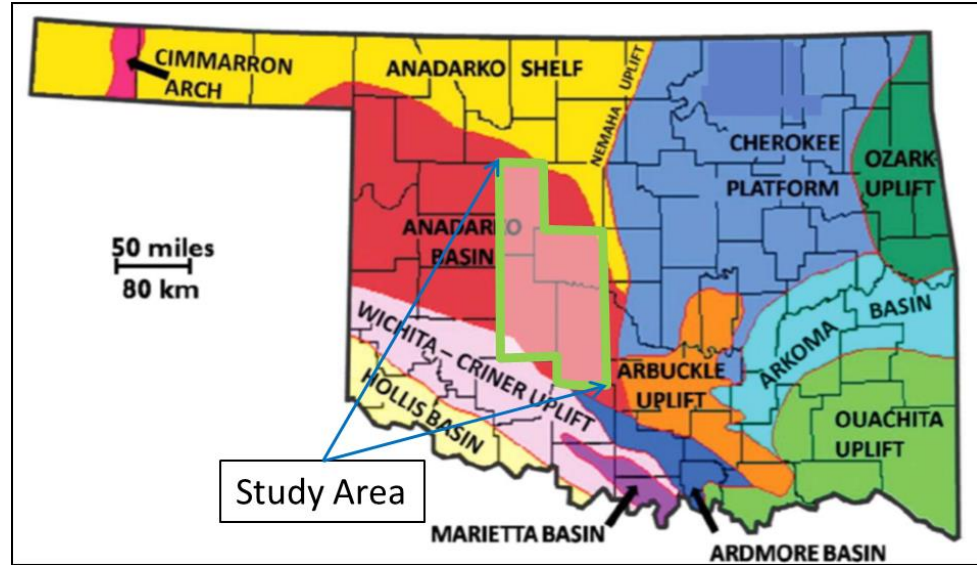 CIMMARRON
ARCH
ANADARKO SHELF
NEMAHA UPLIFT
CHEROKEE
PLATFORM
OZARK
UPLIFT
ANADARKO
BASIN
50 miles
80 km
WICHITA – CRINER UPLIFT
HOLLIS BASIN
ARBUCKLE
UPLIFT
ARKOMA BASIN
OUACHITA
UPLIFT
Study Area
MARIETTA BASIN
ARDMORE BASIN